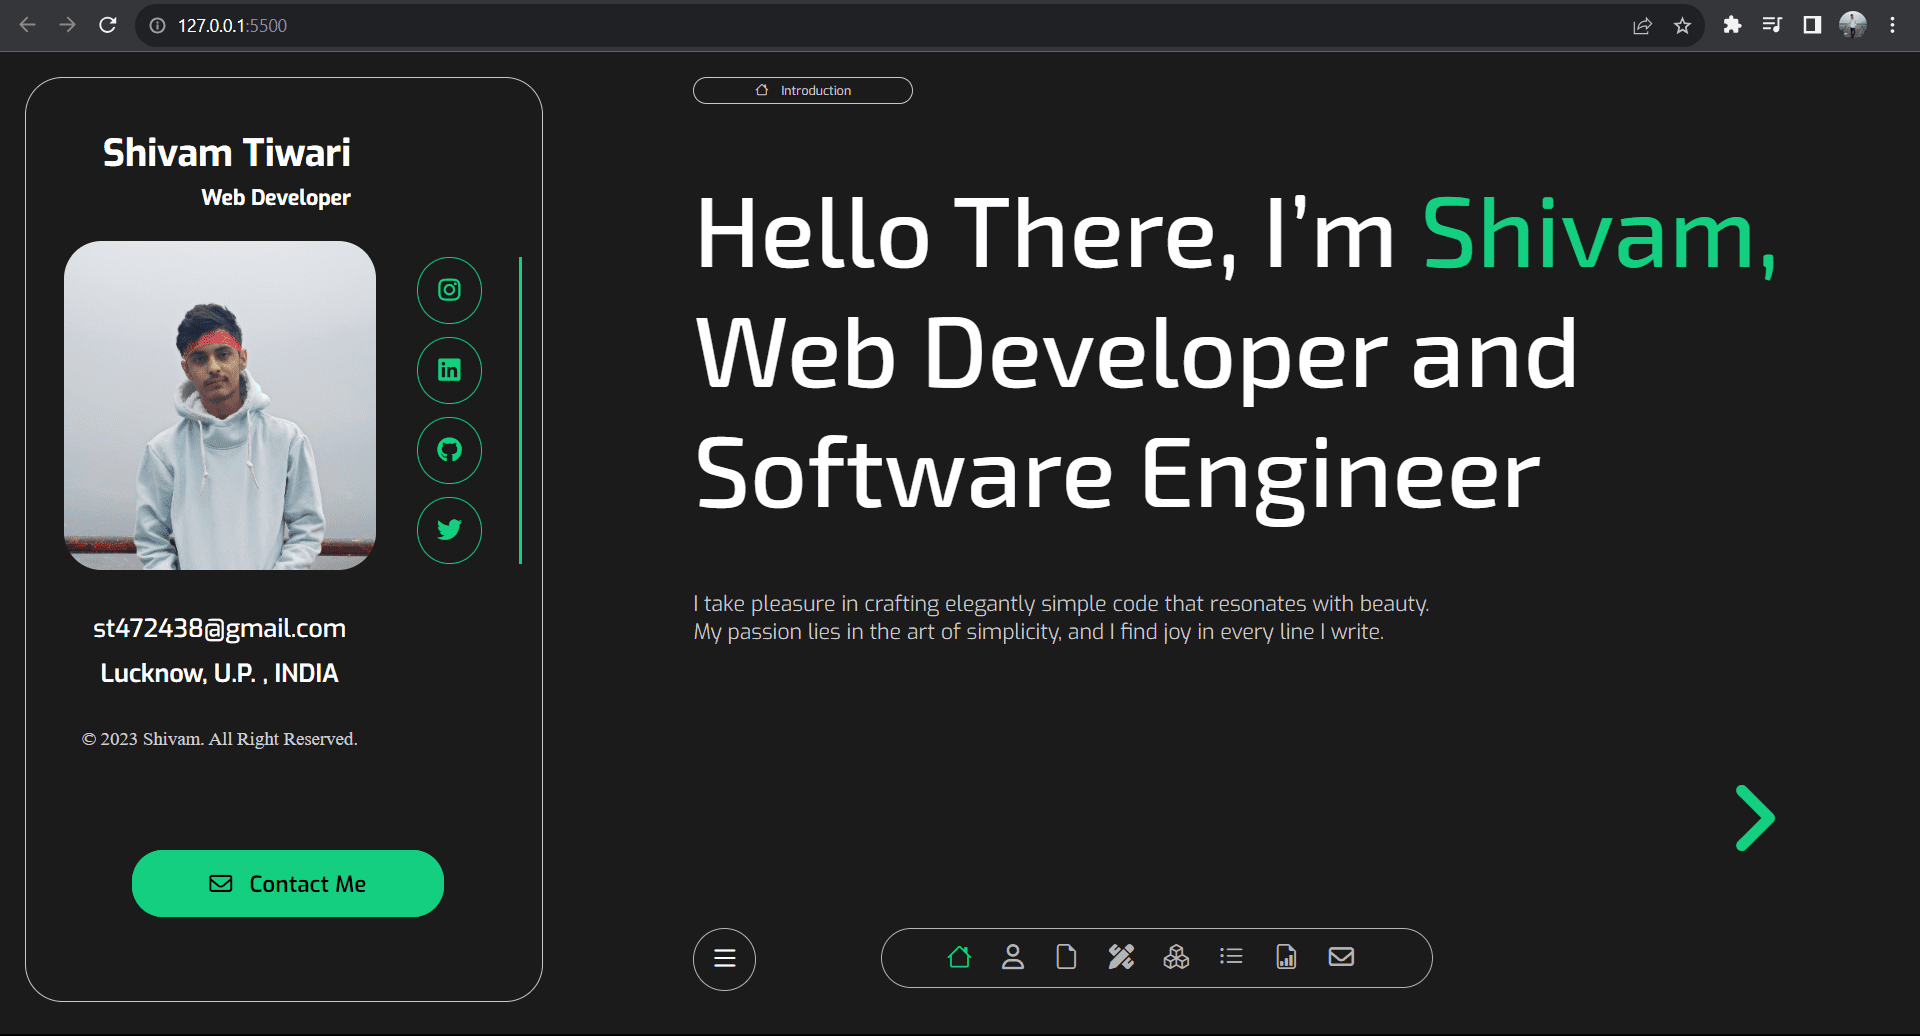 127.0.0.1:5500
Shivam Tiwari
Web Developer
st472438@gmail.com
Lucknow, U.P. , INDIA
© 2023 Shivam. All Right Reserved.
Contact Me
Introduction
Hello There, I’m Shivam,
Web Developer and
Software Engineer
I take pleasure in crafting elegantly simple code that resonates with beauty.
My passion lies in the art of simplicity, and I find joy in every line I write.